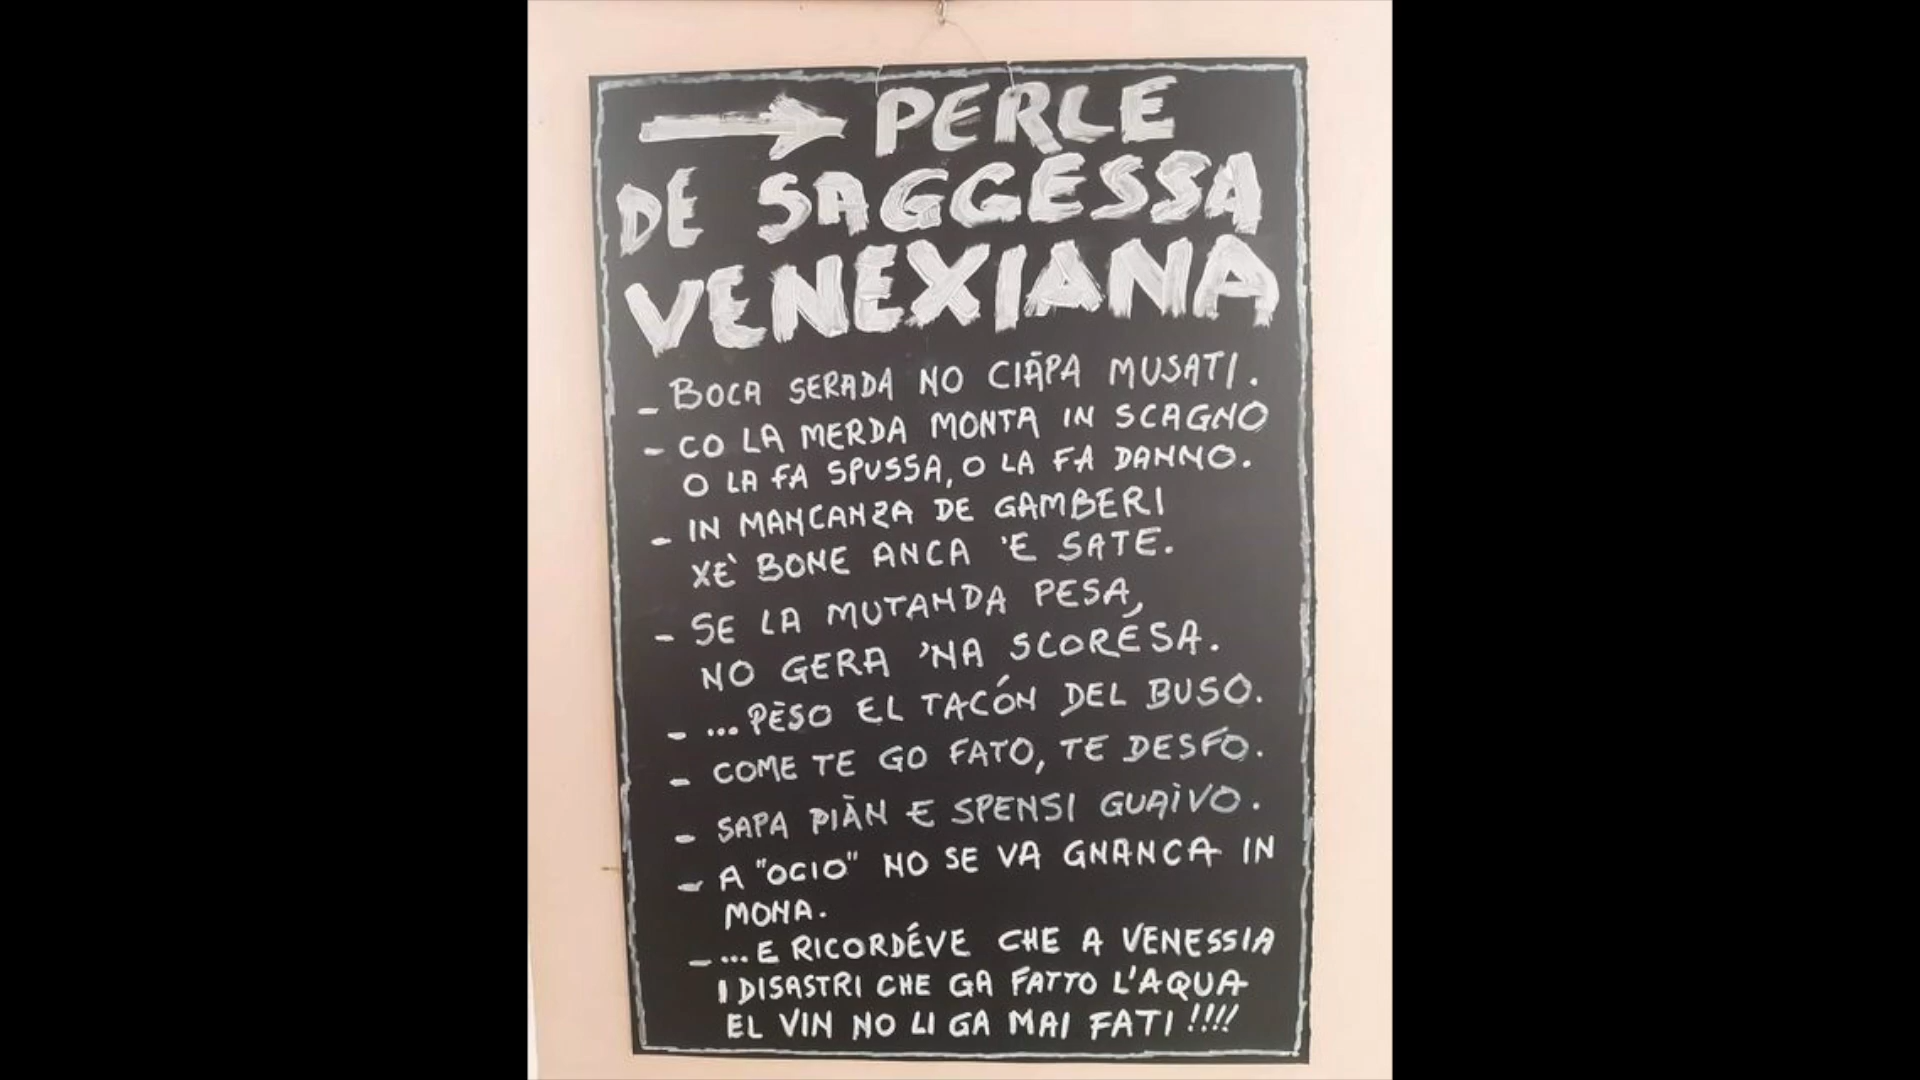 → PERLE
DE SAGGESSA
VENEXIANA
- BOCA SERADA NO CIĀPA MUSATI.
- CO LA MERDA MONTA IN SCAGNO
O LA FA SPUSSA, O LA FA DANNO.
- IN MANCANZA DE GAMBERI
XE' BONE ANCA 'E SATE.
- SE LA MUTANDA PESA,
NO GERA 'NA SCORÉSA.
- ...PÈSO EL TACÓN DEL BUSO.
- COME TE GO FATO, TE DESFO.
- SAPA PIÀN E SPENSI GUAÌVO.
- A "OCIO" NO SE VA GNANCA IN
MONA.
- ...E RICORDÉVE CHE A VENESSIA
I DISASTRI CHE GA FATTO L'AQUA
EL VIN NO LI GA MAI FATI!!!!